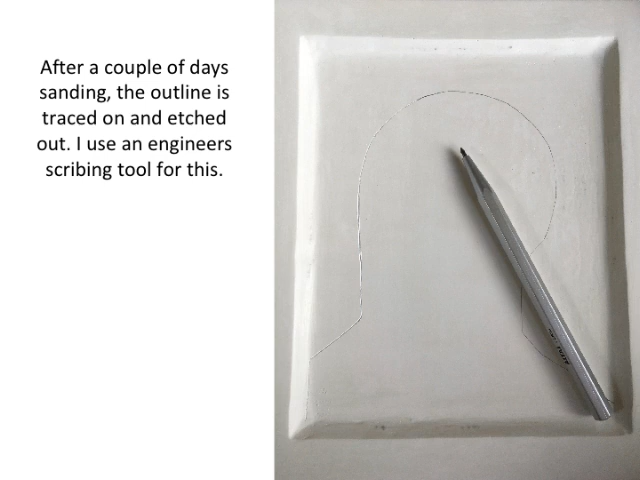 After a couple of days
sanding, the outline is
traced on and etched
out. I use an engineers
scribing tool for this.